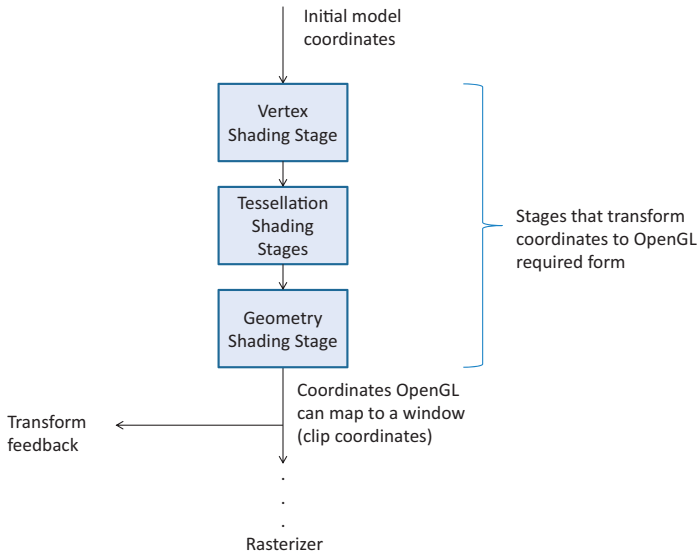 Initial model
coordinates
Vertex
Shading Stage
Tessellation
Shading
Stages
Stages that transform
coordinates to OpenGL
required form
Geometry
Shading Stage
Coordinates OpenGL
can map to a window
(clip coordinates)
Transform
feedback
.
.
.
Rasterizer